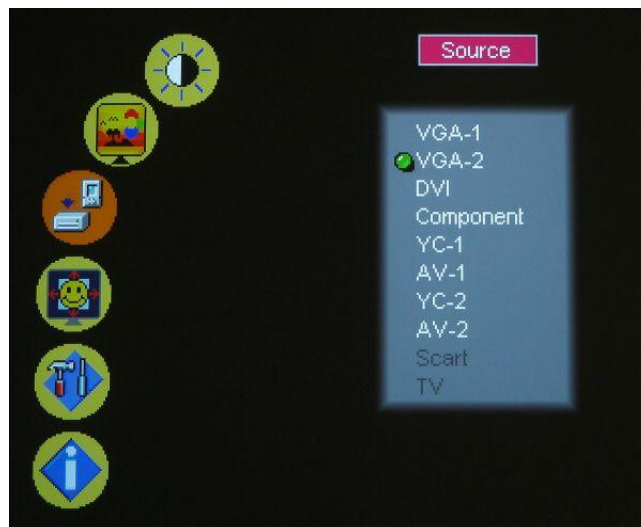 Source
VGA-1
VGA-2
DVI
Component
YC-1
AV-1
YC-2
AV-2
Scart
TV
i